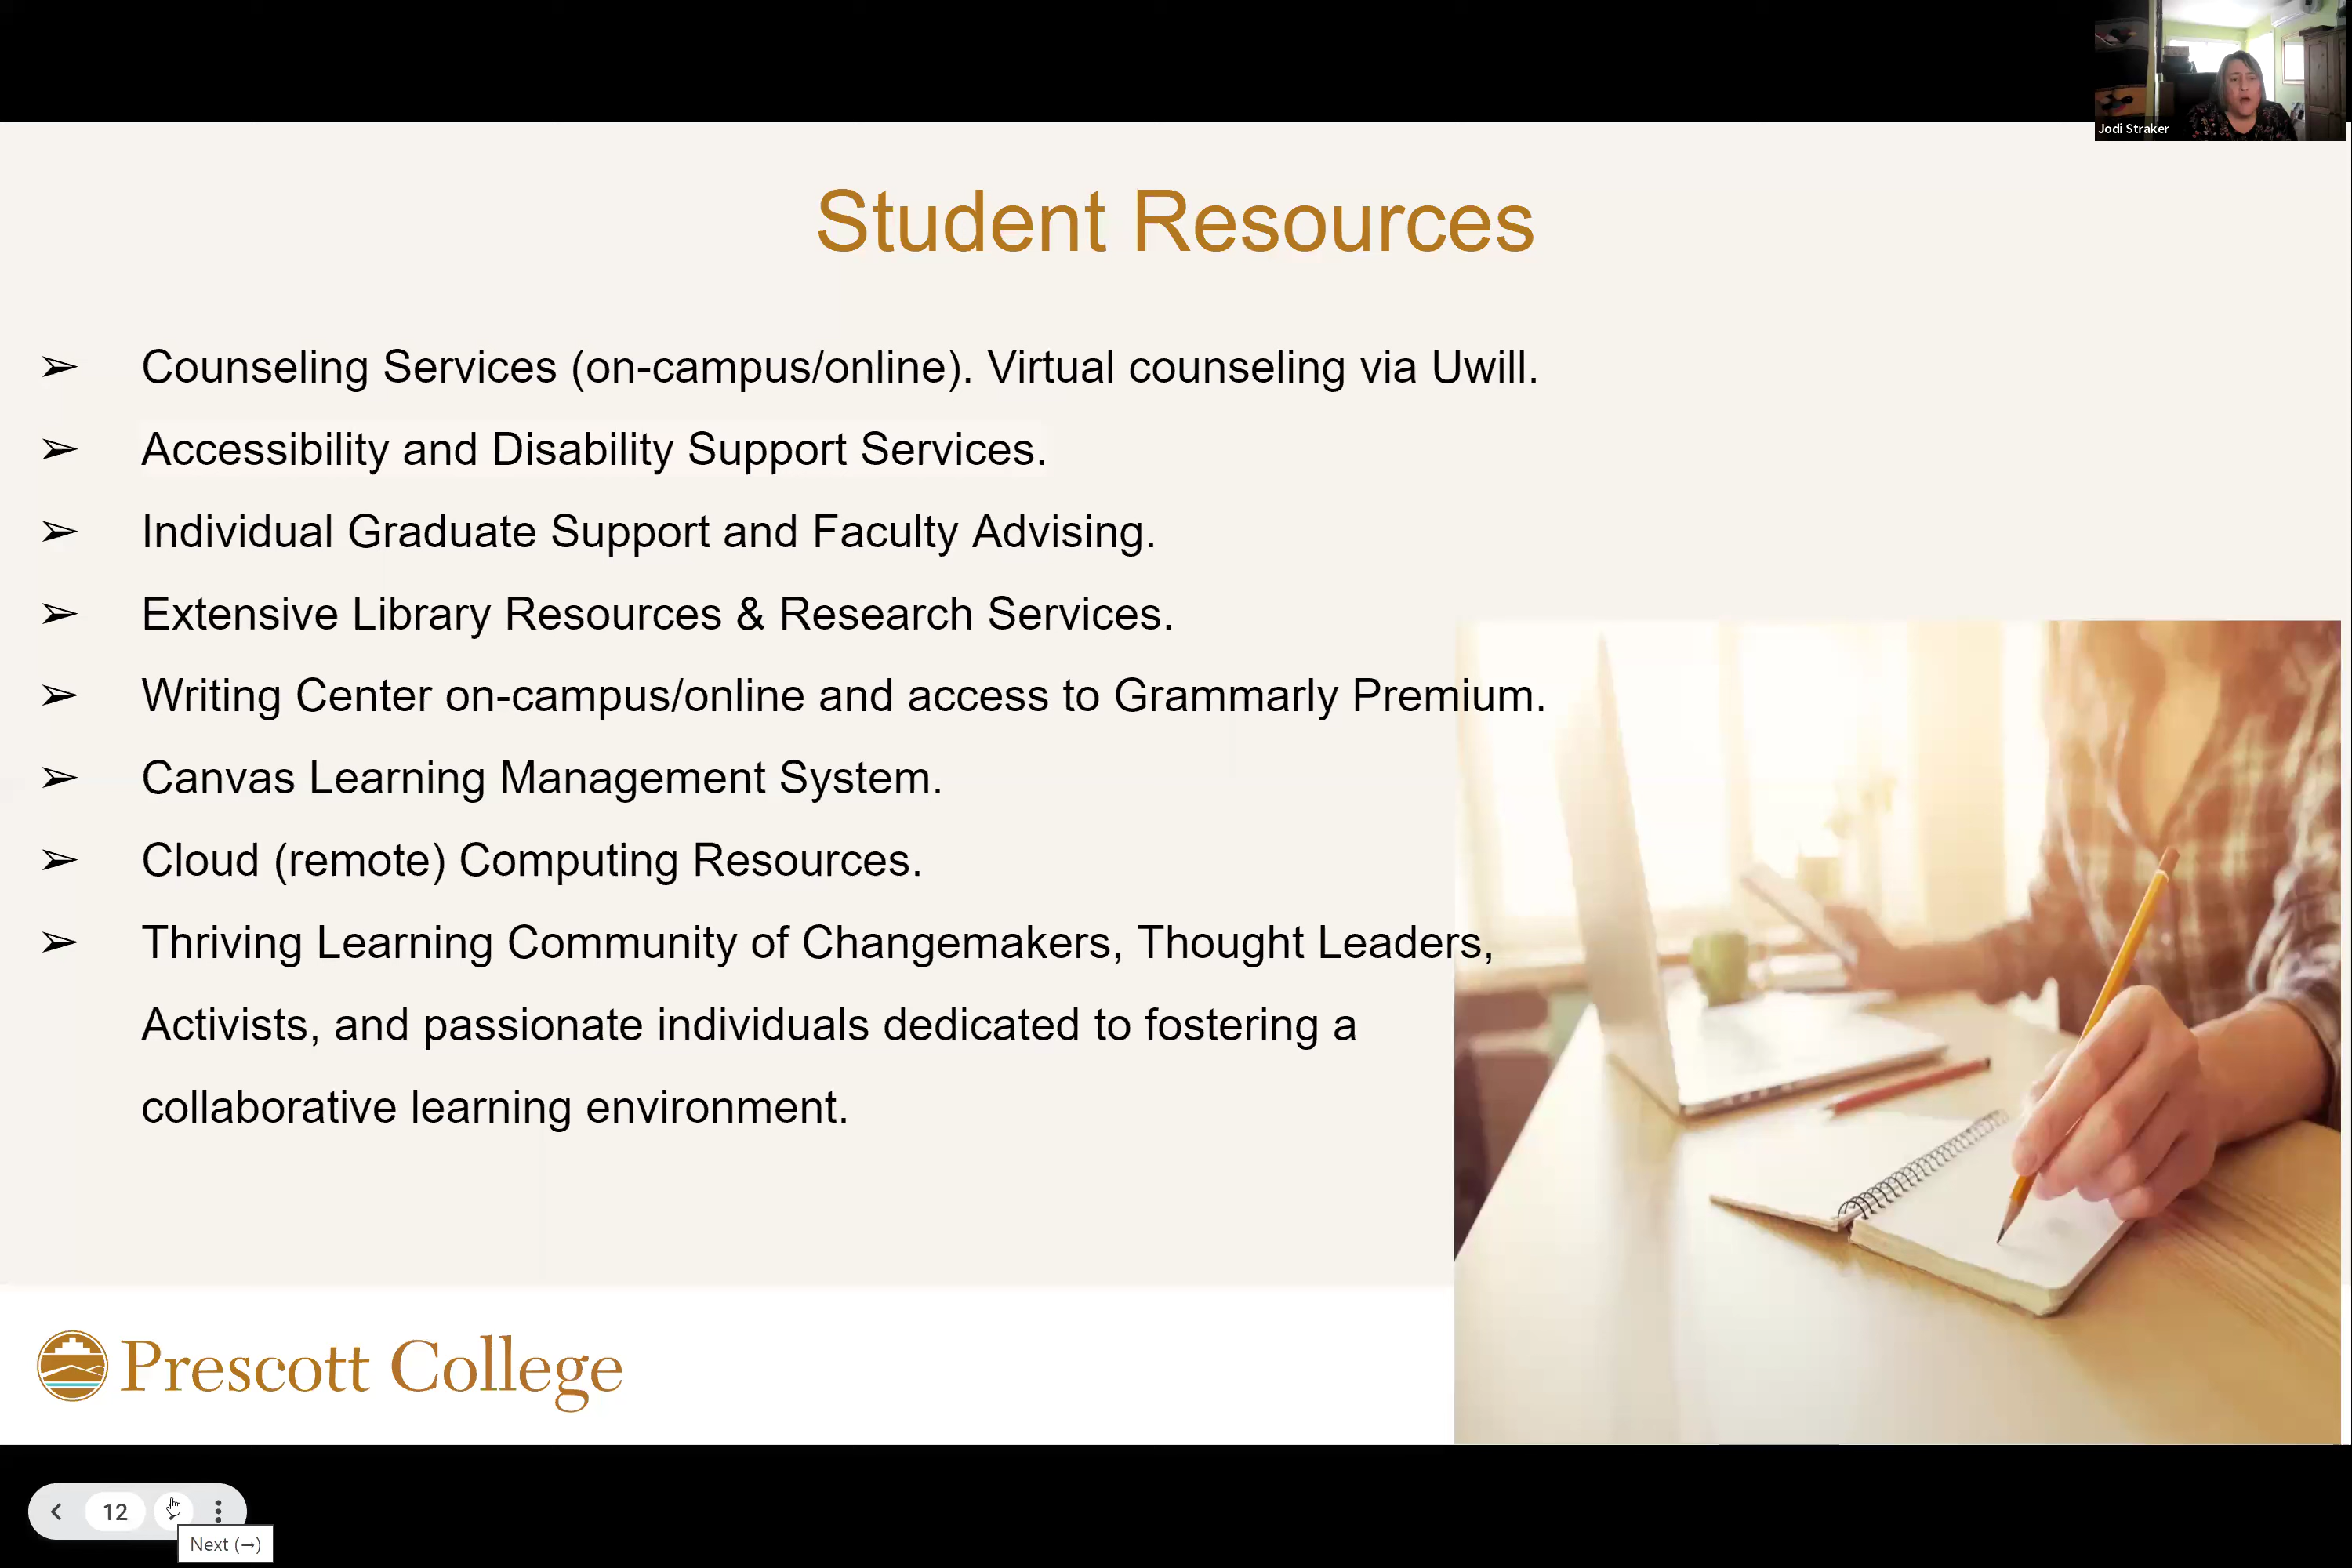 Jodi Straker
Student Resources
➢ Counseling Services (on-campus/online). Virtual counseling via Uwill.
➢ Accessibility and Disability Support Services.
➢ Individual Graduate Support and Faculty Advising.
➢ Extensive Library Resources & Research Services.
➢ Writing Center on-campus/online and access to Grammarly Premium.
➢ Canvas Learning Management System.
➢ Cloud (remote) Computing Resources.
➢ Thriving Learning Community of Changemakers, Thought Leaders,
Activists, and passionate individuals dedicated to fostering a
collaborative learning environment.
Prescott College
12
Next (→)